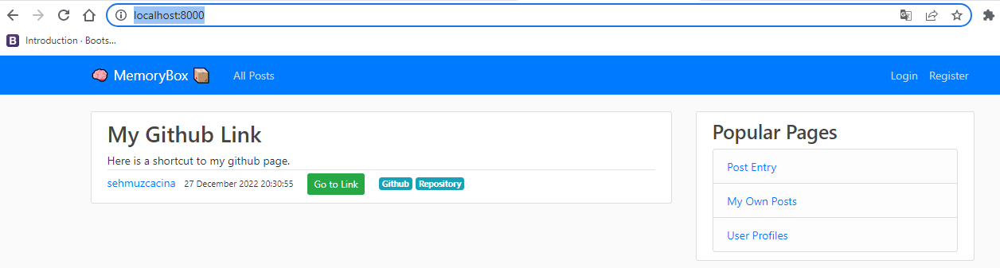 localhost:8000
Introduction · Boots...
MemoryBox All Posts Login Register
My Github Link
Here is a shortcut to my github page.
sehmuzcacina 27 December 2022 20:30:55 Go to Link Github Repository
Popular Pages
Post Entry
My Own Posts
User Profiles